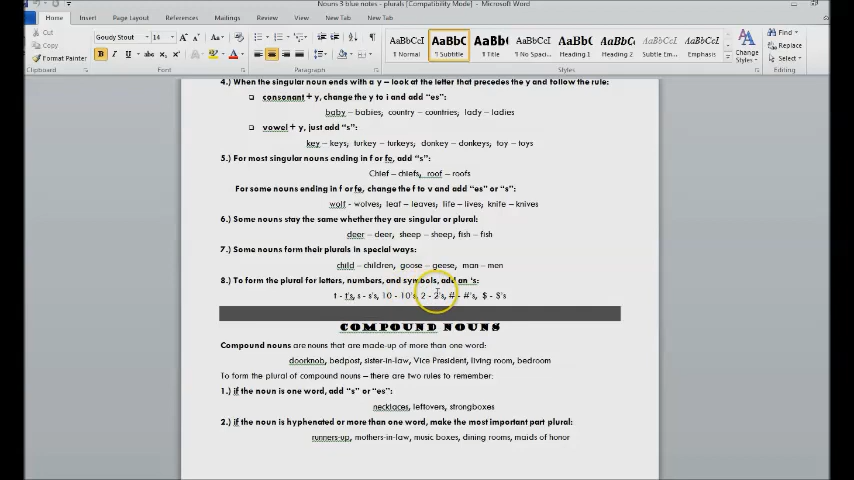 Nouns 3 blue notes - plurals [Compatibility Mode] - Microsoft Word
Home Insert Page Layout References Mailings Review View New Tab New Tab
Cut
Copy
Format Painter
Clipboard
Goudy Stout 14
Font
Paragraph
AaBbCcI AaBbC AaBb( AaBbCcI AaBbC( AaBbCc AaBbCcI AaBbCcI
¶ Normal ¶ Subtitle ¶ Title ¶ No Spaci... Heading 1 Heading 2 Subtle Em... Emphasis
Styles
Change Styles
Find
Replace
Select
Editing
4.) When the singular noun ends with a y – look at the letter that precedes the y and follow the rule:
consonant + y, change the y to i and add "es":
baby – babies, country – countries, lady – ladies
vowel + y, just add "s":
key – keys, turkey – turkeys, donkey – donkeys, toy – toys
5.) For most singular nouns ending in f or fe, add "s":
Chief – chiefs, roof – roofs
For some nouns ending in f or fe, change the f to v and add "es" or "s":
wolf - wolves, leaf – leaves, life – lives, knife – knives
6.) Some nouns stay the same whether they are singular or plural:
deer – deer, sheep – sheep, fish – fish
7.) Some nouns form their plurals in special ways:
child – children, goose – geese, man – men
8.) To form the plural for letters, numbers, and symbols, add an 's:
t - t's, s - s's, 10 - 10's, 2 - 2's, # - #'s, $ - $'s
COMPOUND NOUNS
Compound nouns are nouns that are made-up of more than one word:
doorknob, bedpost, sister-in-law, Vice President, living room, bedroom
To form the plural of compound nouns – there are two rules to remember:
1.) if the noun is one word, add "s" or "es":
necklaces, leftovers, strongboxes
2.) if the noun is hyphenated or more than one word, make the most important part plural:
runners-up, mothers-in-law, music boxes, dining rooms, maids of honor